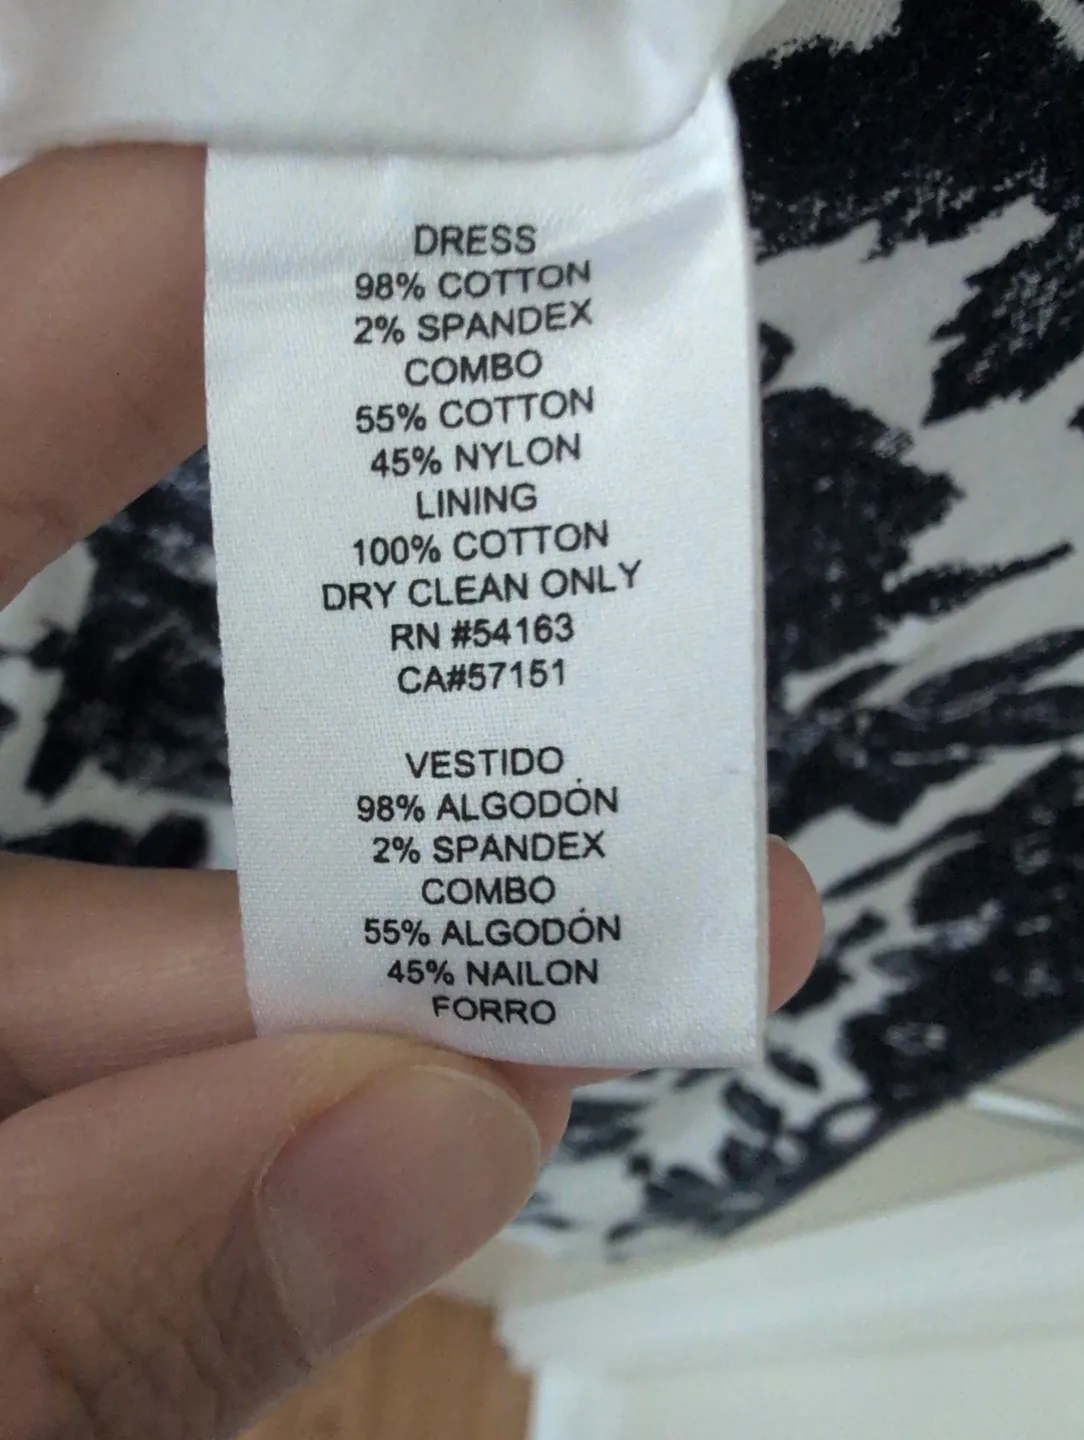 DRESS
98% COTTON
2% SPANDEX
COMBO
55% COTTON
45% NYLON
LINING
100% COTTON
DRY CLEAN ONLY
RN #54163
CA#57151
VESTIDO
98% ALGODÓN
2% SPANDEX
COMBO
55% ALGODÓN
45% NAILON
FORRO